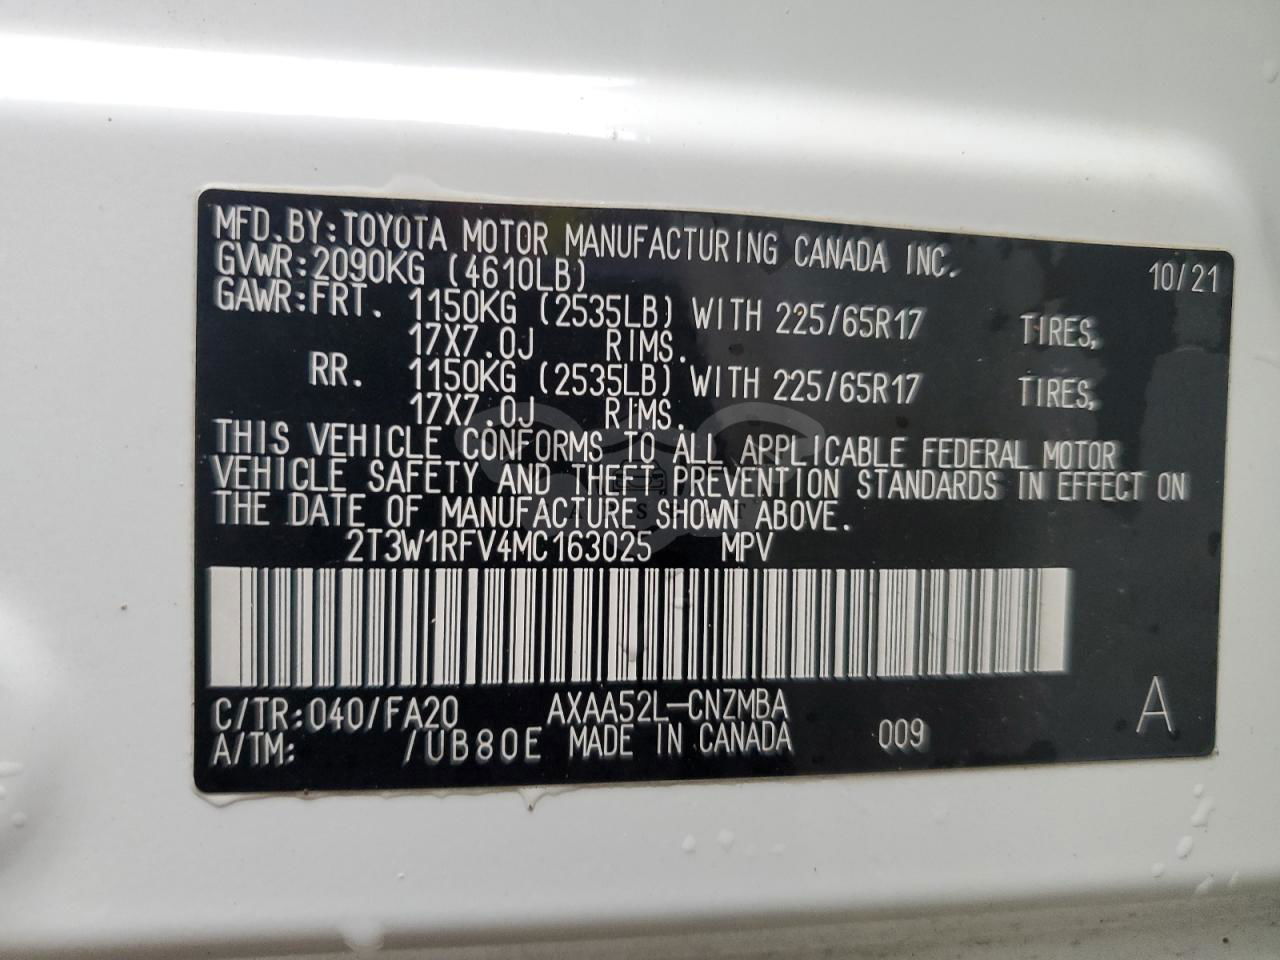 MFD.BY:TOYOTA MOTOR MANUFACTURING CANADA INC. 10/21
GVWR:2090KG (4610LB)
GAWR:FRT. 1150KG (2535LB) WITH 225/65R17 TIRES,
17X7.0J RIMS.
RR. 1150KG (2535LB) WITH 225/65R17 TIRES,
17X7.0J RIMS.
THIS VEHICLE CONFORMS TO ALL APPLICABLE FEDERAL MOTOR
VEHICLE SAFETY AND THEFT PREVENTION STANDARDS IN EFFECT ON
THE DATE OF MANUFACTURE SHOWN ABOVE.
2T3W1RFV4MC163025 MPV
C/TR:040/FA20 AXAA52L-CNZMBA
A/TM: /UB80E MADE IN CANADA 009 A